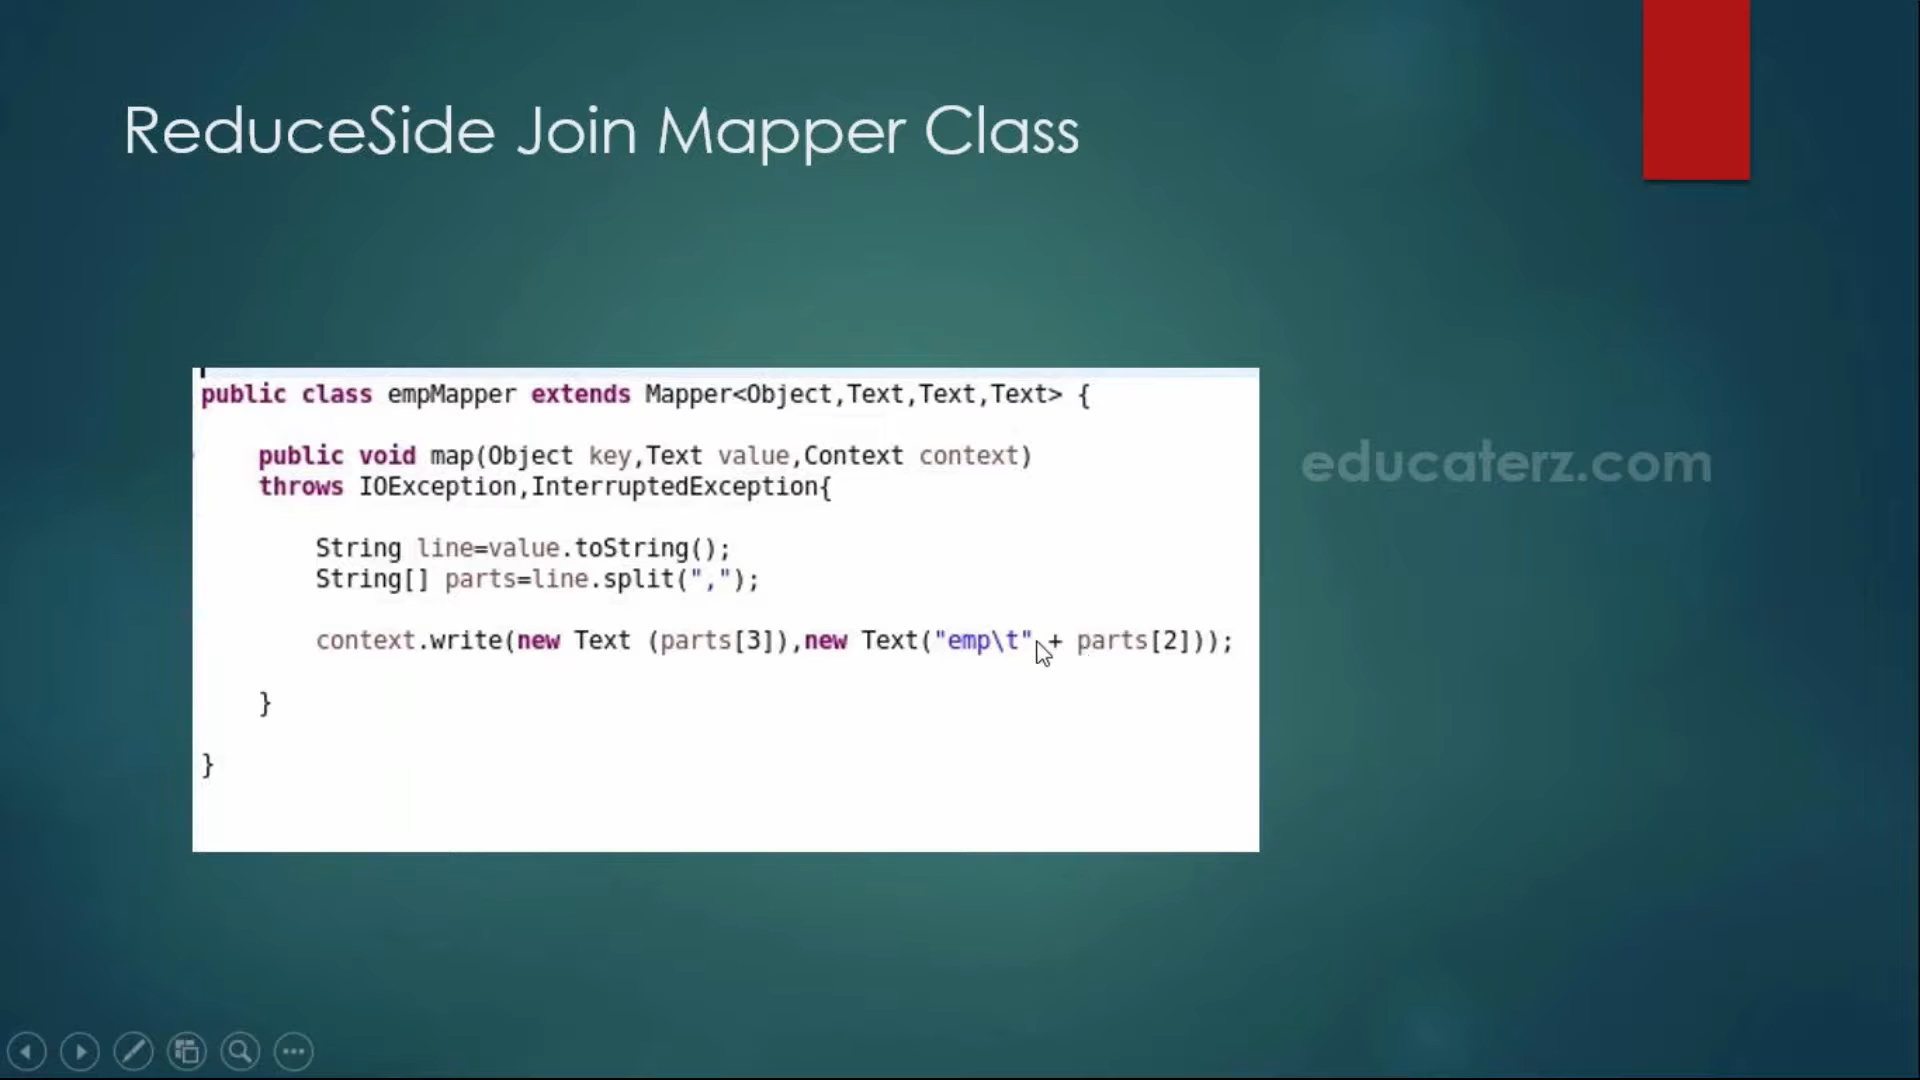 ReduceSide Join Mapper Class
public class empMapper extends Mapper<Object,Text,Text,Text> {
public void map(Object key,Text value,Context context)
throws IOException,InterruptedException{
String line=value.toString();
String[] parts=line.split(",");
context.write(new Text (parts[3]),new Text("emp\t" + parts[2]));
}
}
educaterz.com